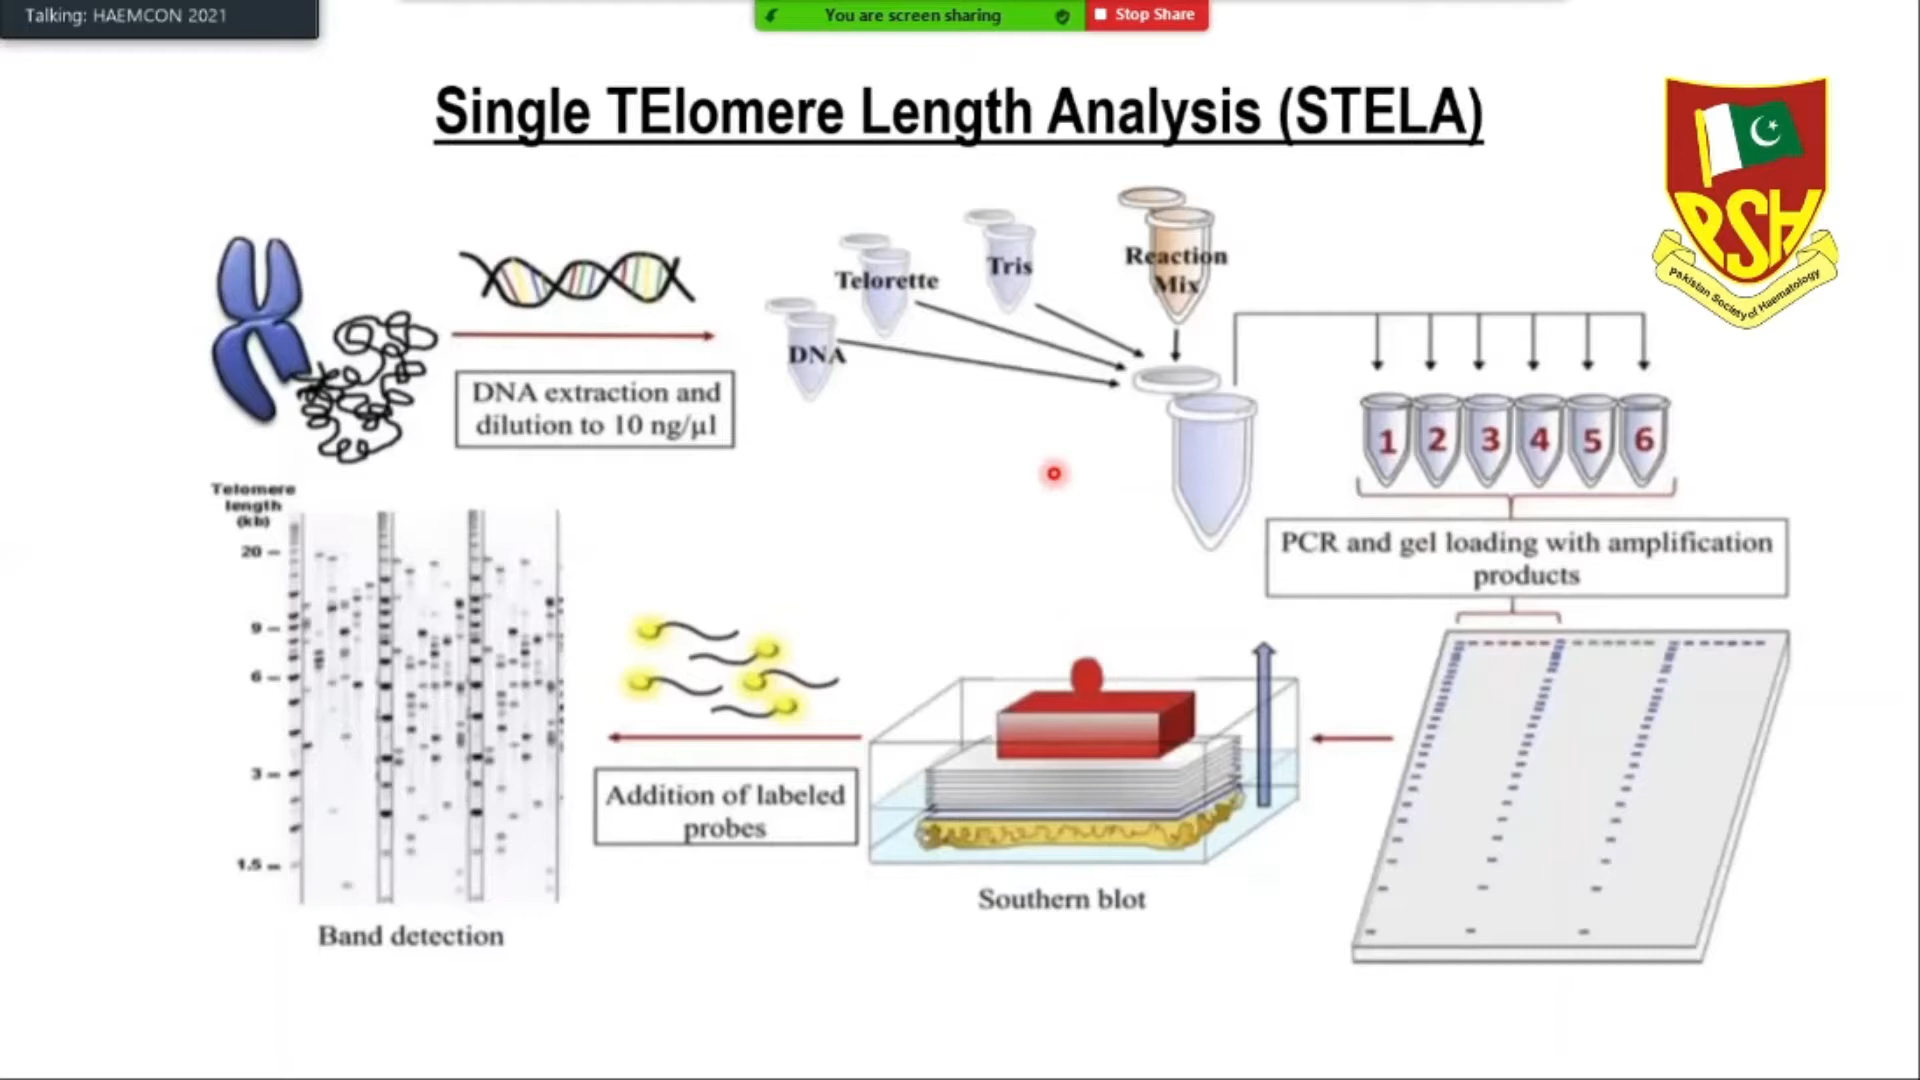 Talking: HAEMCON 2021
You are screen sharing
Stop Share
Single TElomere Length Analysis (STELA)
PSH
Pakistan Society of Haematology
DNA extraction and
dilution to 10 ng/µl
DNA
Telorette
Tris
Reaction
Mix
1 2 3 4 5 6
PCR and gel loading with amplification
products
Telomere
length
(kb)
20
9
6
3
1.5
Band detection
Addition of labeled
probes
Southern blot